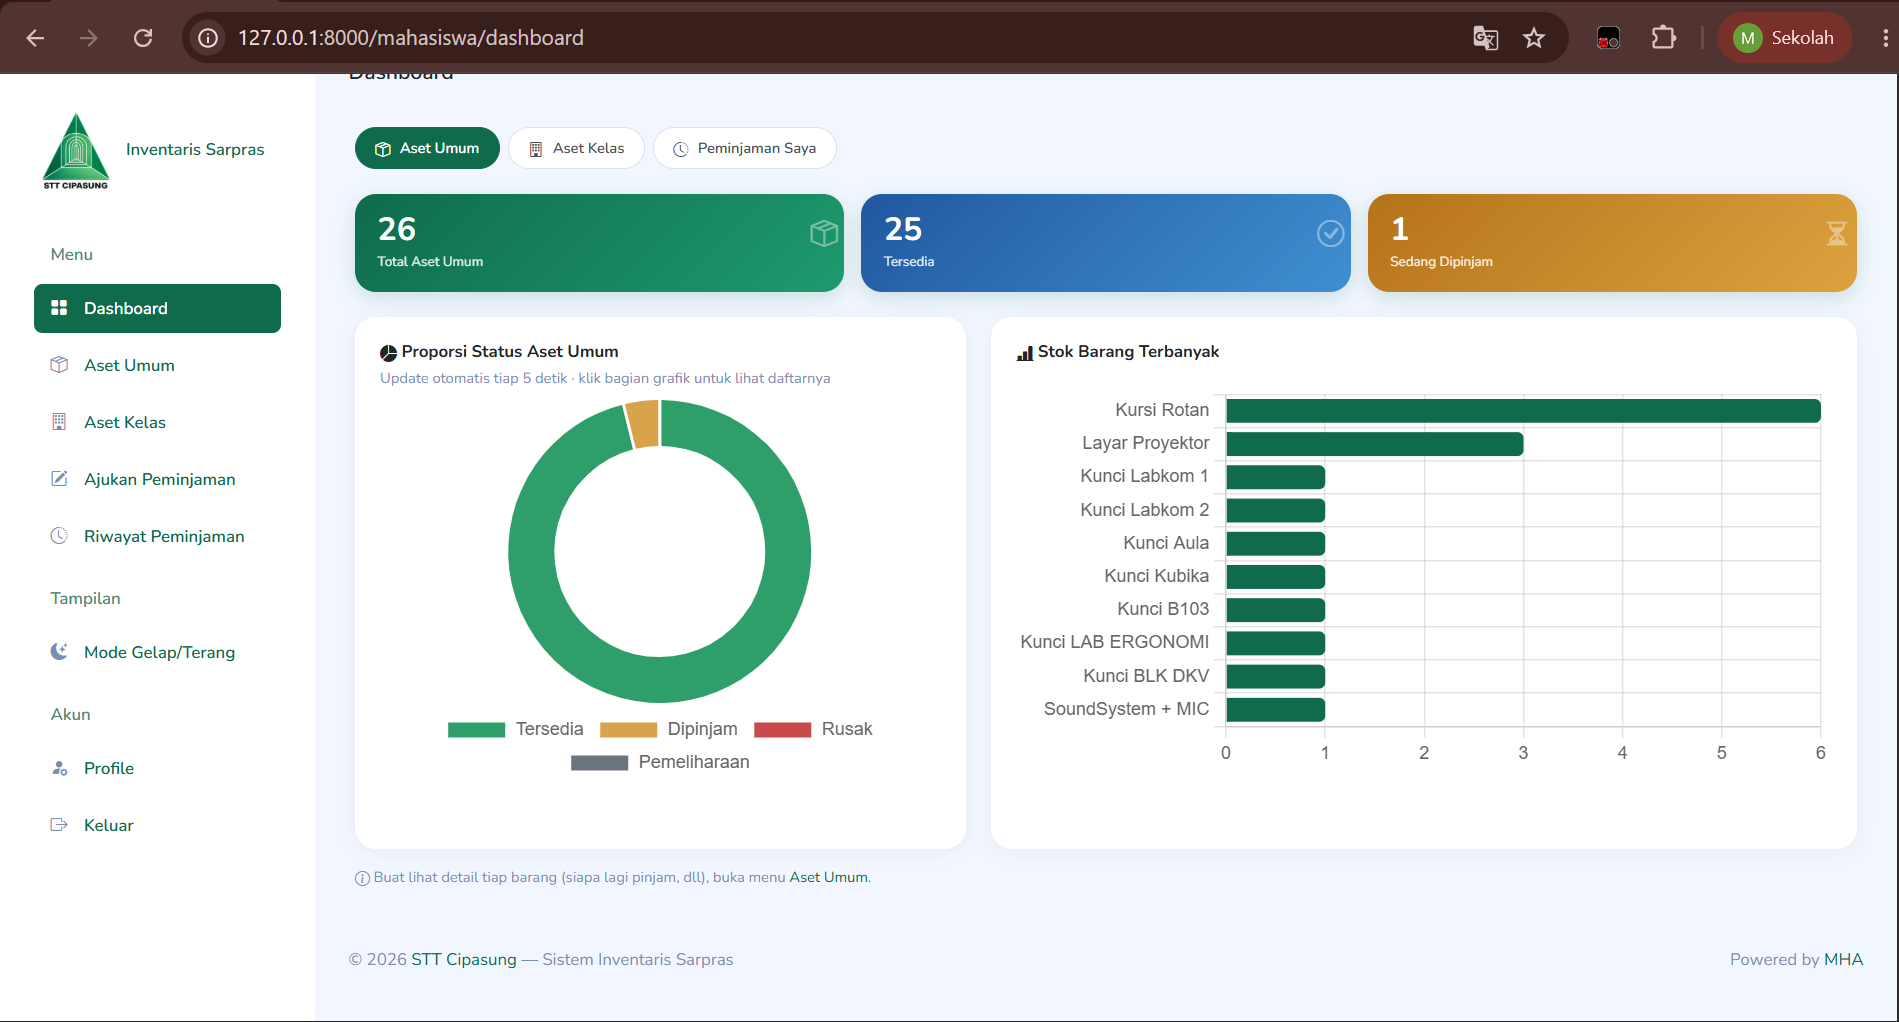 127.0.0.1:8000/mahasiswa/dashboard
M Sekolah
Dashboard
STT CIPASUNG
Inventaris Sarpras
Menu
Dashboard
Aset Umum
Aset Kelas
Ajukan Peminjaman
Riwayat Peminjaman
Tampilan
Mode Gelap/Terang
Akun
Profile
Keluar
Aset Umum
Aset Kelas
Peminjaman Saya
26
Total Aset Umum
25
Tersedia
1
Sedang Dipinjam
Proporsi Status Aset Umum
Update otomatis tiap 5 detik · klik bagian grafik untuk lihat daftarnya
Tersedia Dipinjam Rusak
Pemeliharaan
Stok Barang Terbanyak
Kursi Rotan
Layar Proyektor
Kunci Labkom 1
Kunci Labkom 2
Kunci Aula
Kunci Kubika
Kunci B103
Kunci LAB ERGONOMI
Kunci BLK DKV
SoundSystem + MIC
0 1 2 3 4 5 6
Buat lihat detail tiap barang (siapa lagi pinjam, dll), buka menu Aset Umum.
© 2026 STT Cipasung — Sistem Inventaris Sarpras
Powered by MHA